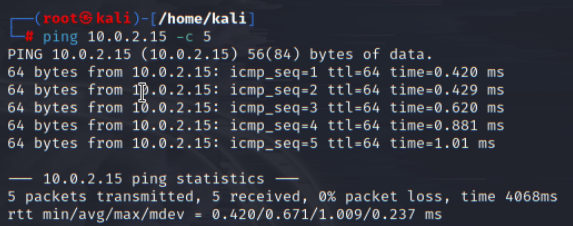 ┌──(root㉿kali)-[/home/kali]
└─# ping 10.0.2.15 -c 5
PING 10.0.2.15 (10.0.2.15) 56(84) bytes of data.
64 bytes from 10.0.2.15: icmp_seq=1 ttl=64 time=0.420 ms
64 bytes from 10.0.2.15: icmp_seq=2 ttl=64 time=0.429 ms
64 bytes from 10.0.2.15: icmp_seq=3 ttl=64 time=0.620 ms
64 bytes from 10.0.2.15: icmp_seq=4 ttl=64 time=0.881 ms
64 bytes from 10.0.2.15: icmp_seq=5 ttl=64 time=1.01 ms

── 10.0.2.15 ping statistics ──
5 packets transmitted, 5 received, 0% packet loss, time 4068ms
rtt min/avg/max/mdev = 0.420/0.671/1.009/0.237 ms